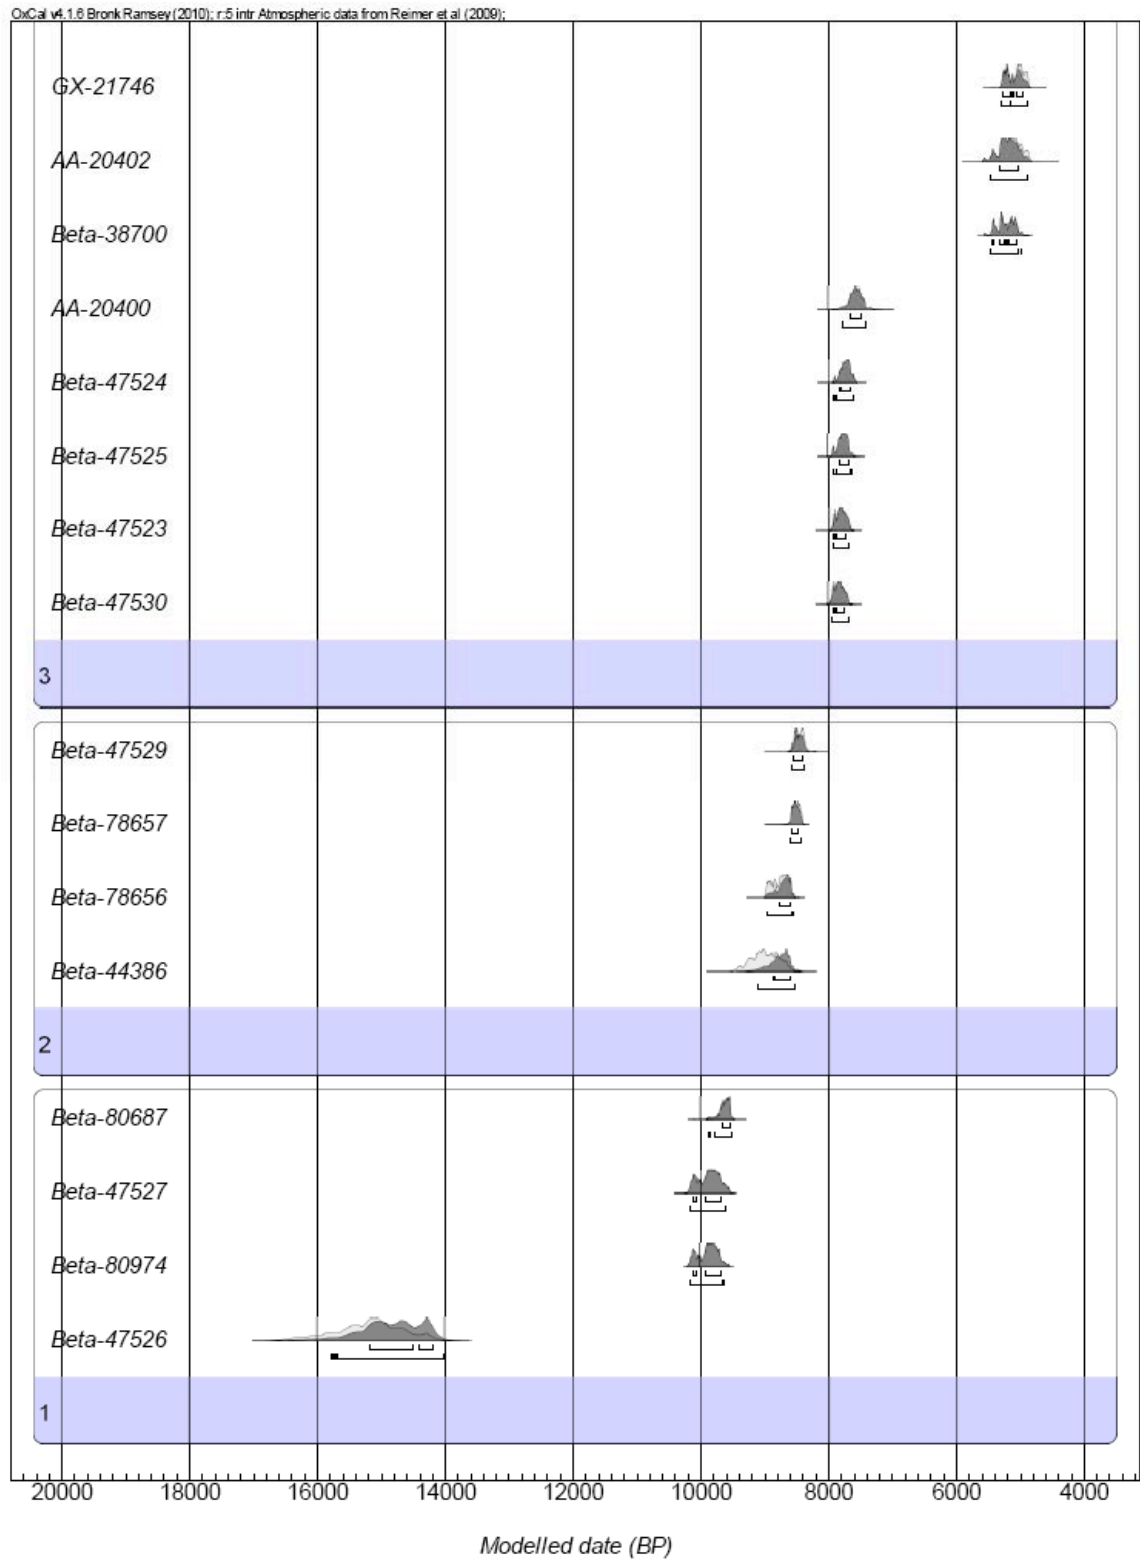 OxCal v4.1.6 Bronk Ramsey (2010); r:5 intr Atmospheric data from Reimer et al (2009);
GX-21746
AA-20402
Beta-38700
AA-20400
Beta-47524
Beta-47525
Beta-47523
Beta-47530
3
Beta-47529
Beta-78657
Beta-78656
Beta-44386
2
Beta-80687
Beta-47527
Beta-80974
Beta-47526
1
20000 18000 16000 14000 12000 10000 8000 6000 4000
Modelled date (BP)